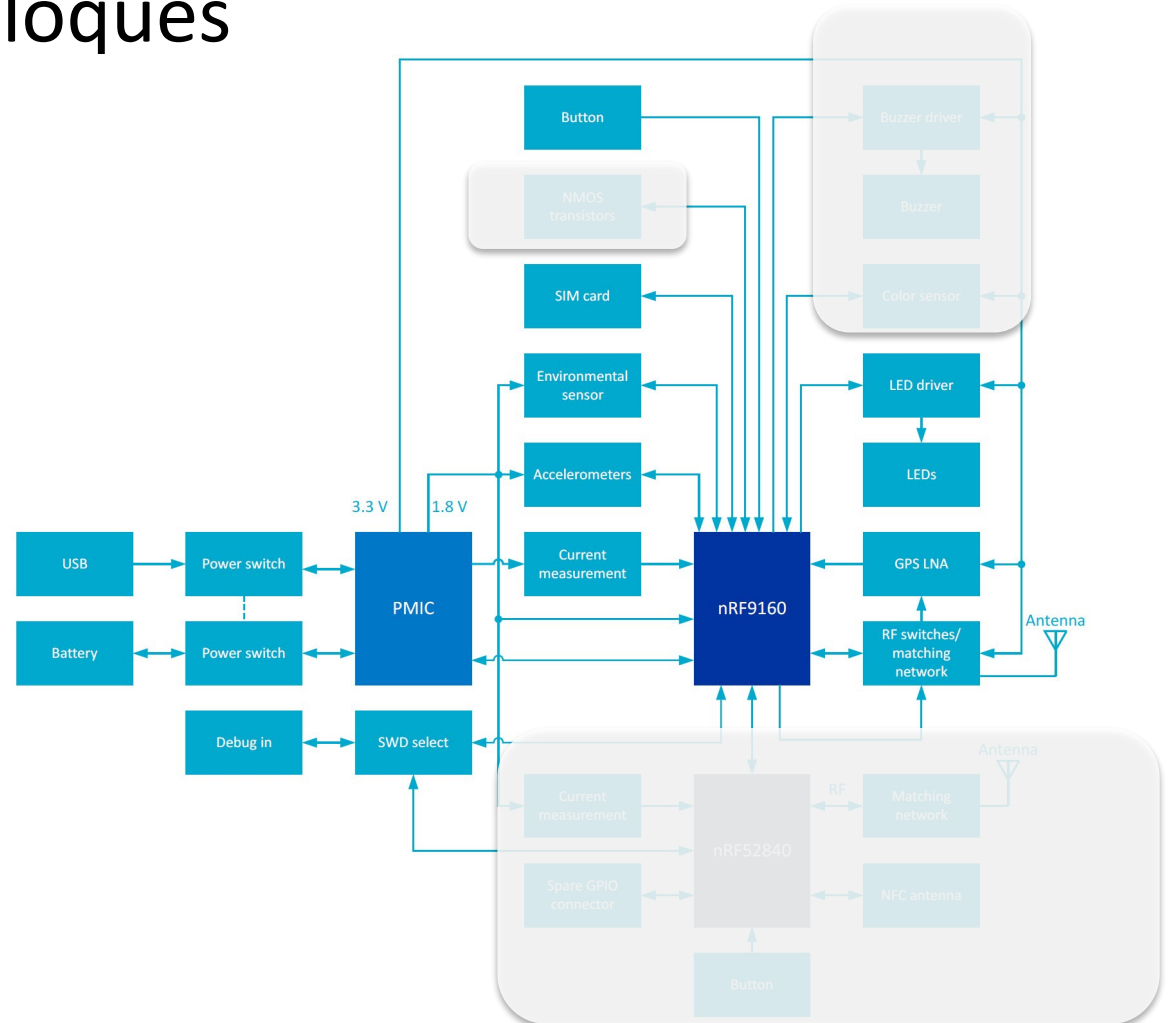 loques
Button
Buzzer driver
NMOS
transistors
Buzzer
SIM card
Color sensor
Environmental
sensor
LED driver
Accelerometers
LEDs
3.3 V
1.8 V
USB
Power switch
PMIC
Current
measurement
nRF9160
GPS LNA
Antenna
Battery
Power switch
RF switches/
matching
network
Debug in
SWD select
Antenna
Current
measurement
RF
Matching
network
nRF52840
Spare GPIO
connector
NFC antenna
Button